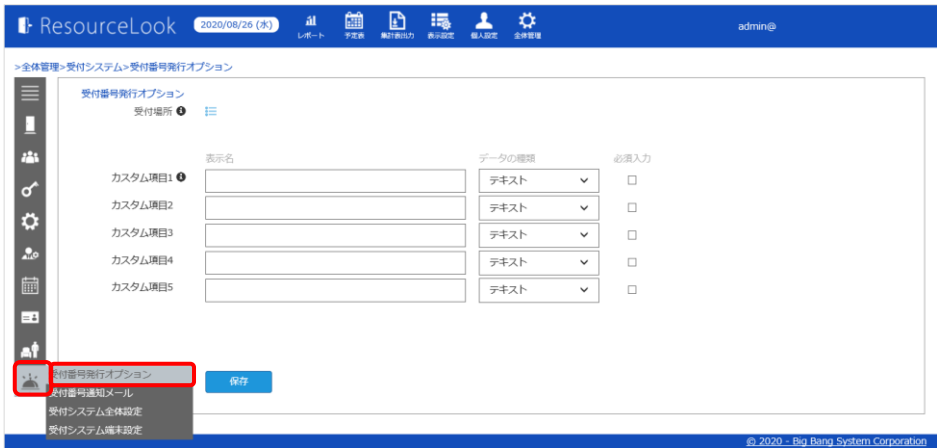 ResourceLook 2020/08/26 (水) レポート 予定表 集計表出力 表示設定 個人設定 全体管理 admin@
>全体管理>受付システム>受付番号発行オプション
受付番号発行オプション
受付場所
表示名 データの種類 必須入力
カスタム項目1 テキスト
カスタム項目2 テキスト
カスタム項目3 テキスト
カスタム項目4 テキスト
カスタム項目5 テキスト
受付番号発行オプション
保存
受付番号通知メール
受付システム全体設定
受付システム端末設定
© 2020 - Big Bang System Corporation